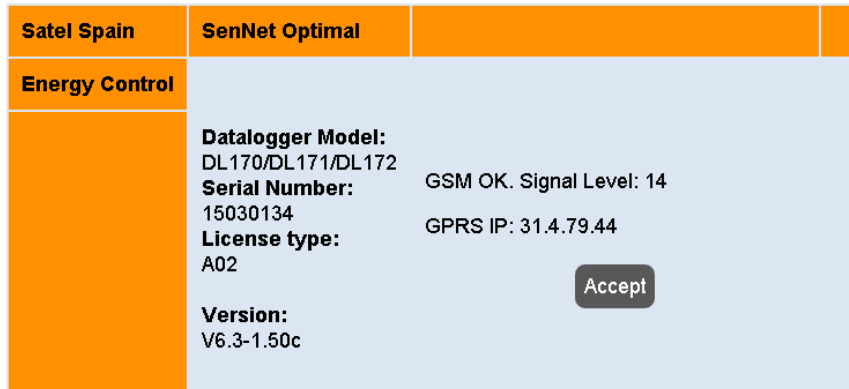 Satel Spain
SenNet Optimal
Energy Control
Datalogger Model:
DL170/DL171/DL172
Serial Number:
15030134
License type:
A02
Version:
V6.3-1.50c
GSM OK. Signal Level: 14
GPRS IP: 31.4.79.44
Accept